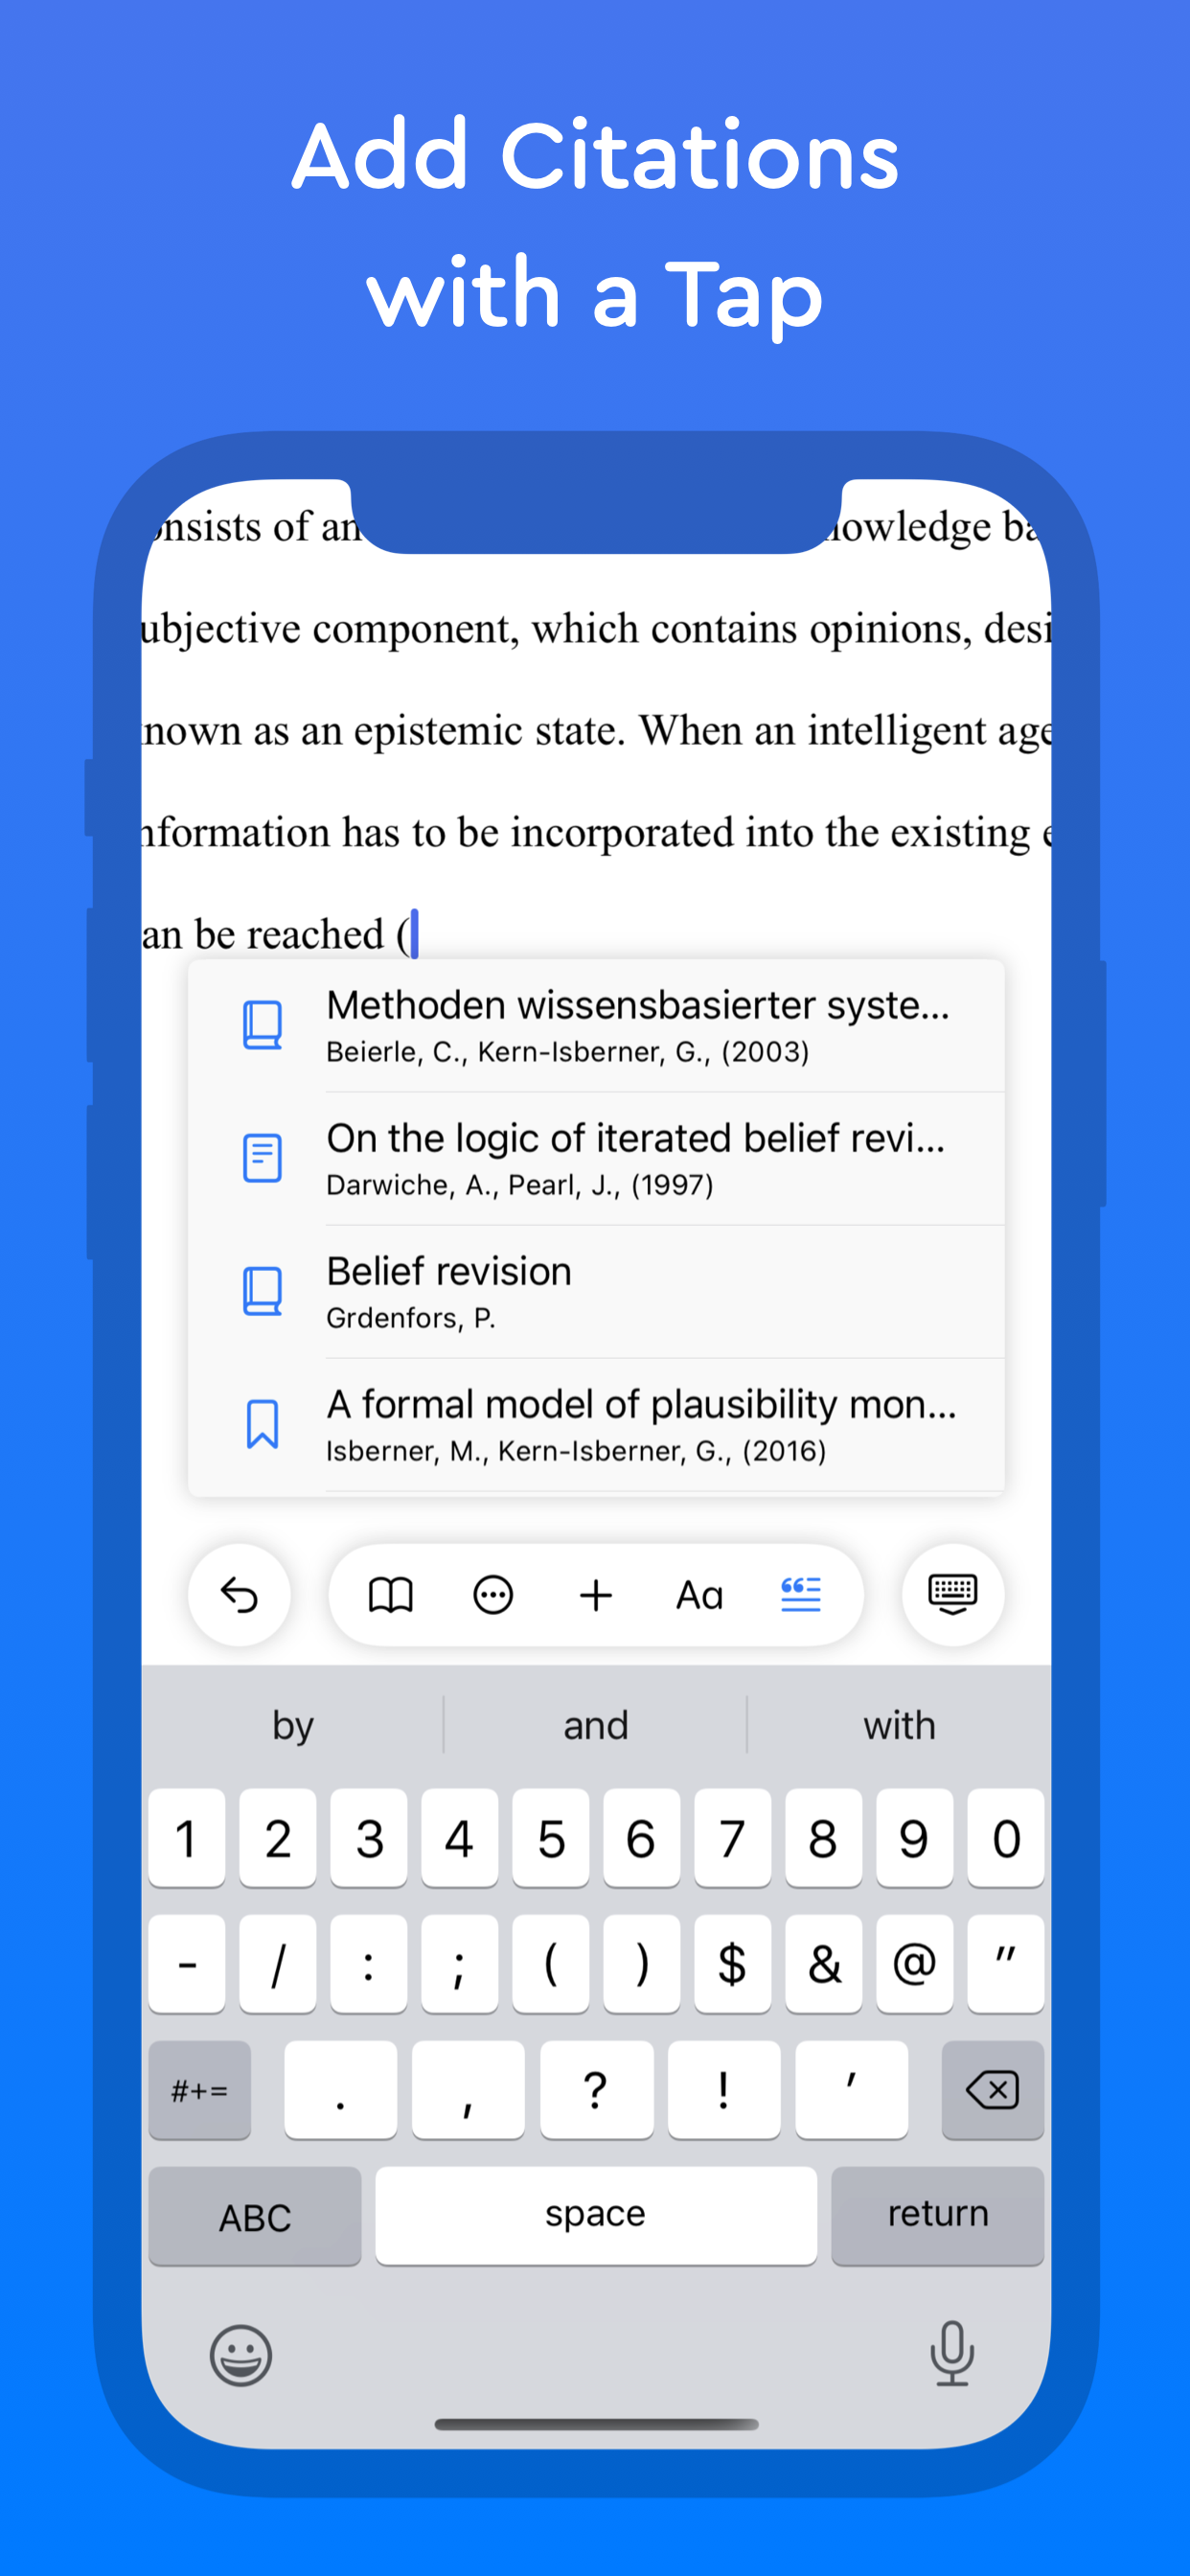 Add Citations
with a Tap
onsists of an
nowledge ba
ubjective component, which contains opinions, desi
nown as an epistemic state. When an intelligent age
nformation has to be incorporated into the existing e
an be reached (
Methoden wissensbasierter syste...
Beierle, C., Kern-Isberner, G., (2003)
On the logic of iterated belief revi...
Darwiche, A., Pearl, J., (1997)
Belief revision
Grdenfors, P.
A formal model of plausibility mon...
Isberner, M., Kern-Isberner, G., (2016)
Aa
by and with
1 2 3 4 5 6 7 8 9 0
- / : ; ( ) $ & @ "
#+= . , ? ! '
ABC space return